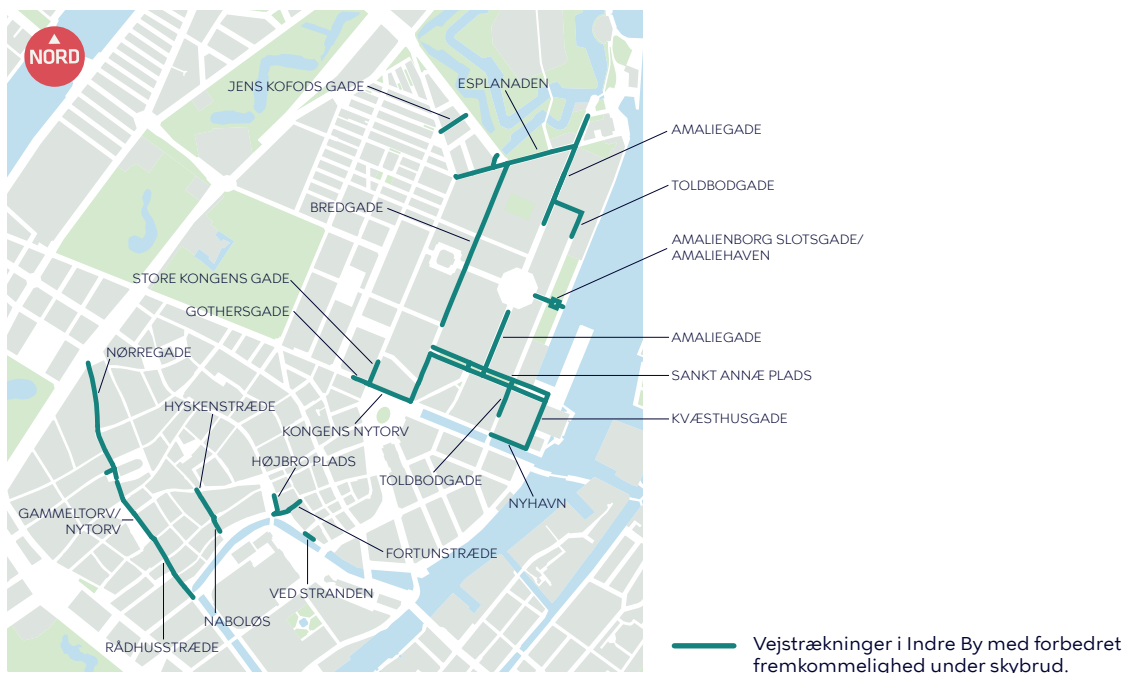 NORD
JENS KOFODS GADE
ESPLANADEN
AMALIEGADE
TOLDBODGADE
BREDGADE
AMALIENBORG SLOTSGADE/
AMALIEHAVEN
STORE KONGENS GADE
GOTHERSGADE
AMALIEGADE
NØRREGADE
SANKT ANNÆ PLADS
HYSKENSTRÆDE
KVÆSTHUSGADE
KONGENS NYTORV
HØJBRO PLADS
TOLDBODGADE
NYHAVN
GAMMELTORV/
NYTORV
FORTUNSTRÆDE
VED STRANDEN
NABOLØS
RÅDHUSSTRÆDE
Vejstrækninger i Indre By med forbedret
fremkommelighed under skybrud.